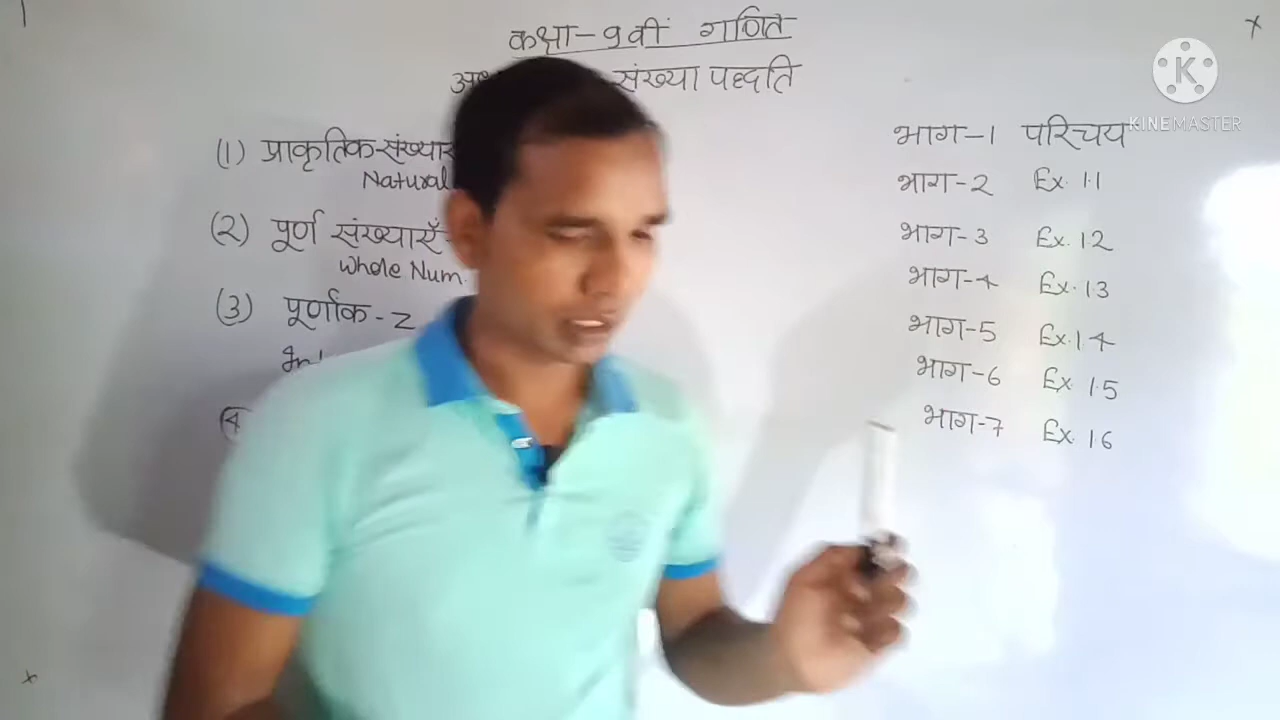 कक्षा-9वीं गणित
संख्या पद्धति
(1) प्राकृतिक संख्याएं
Natural
(2) पूर्ण संख्याएँ
Whole Num.
(3) पूर्णांक - Z
(4)
भाग-1 परिचय
भाग-2 Ex. 1.1
भाग-3 Ex. 1.2
भाग-4 Ex. 1.3
भाग-5 Ex. 1.4
भाग-6 Ex. 1.5
भाग-7 Ex. 1.6
KINEMASTER